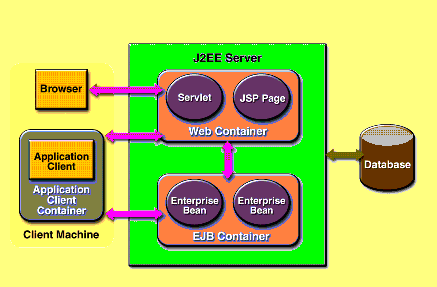 J2EE Server
Browser
Servlet
JSP Page
Web Container
Application
Client
Application
Client
Container
Client Machine
Enterprise
Bean
Enterprise
Bean
EJB Container
Database